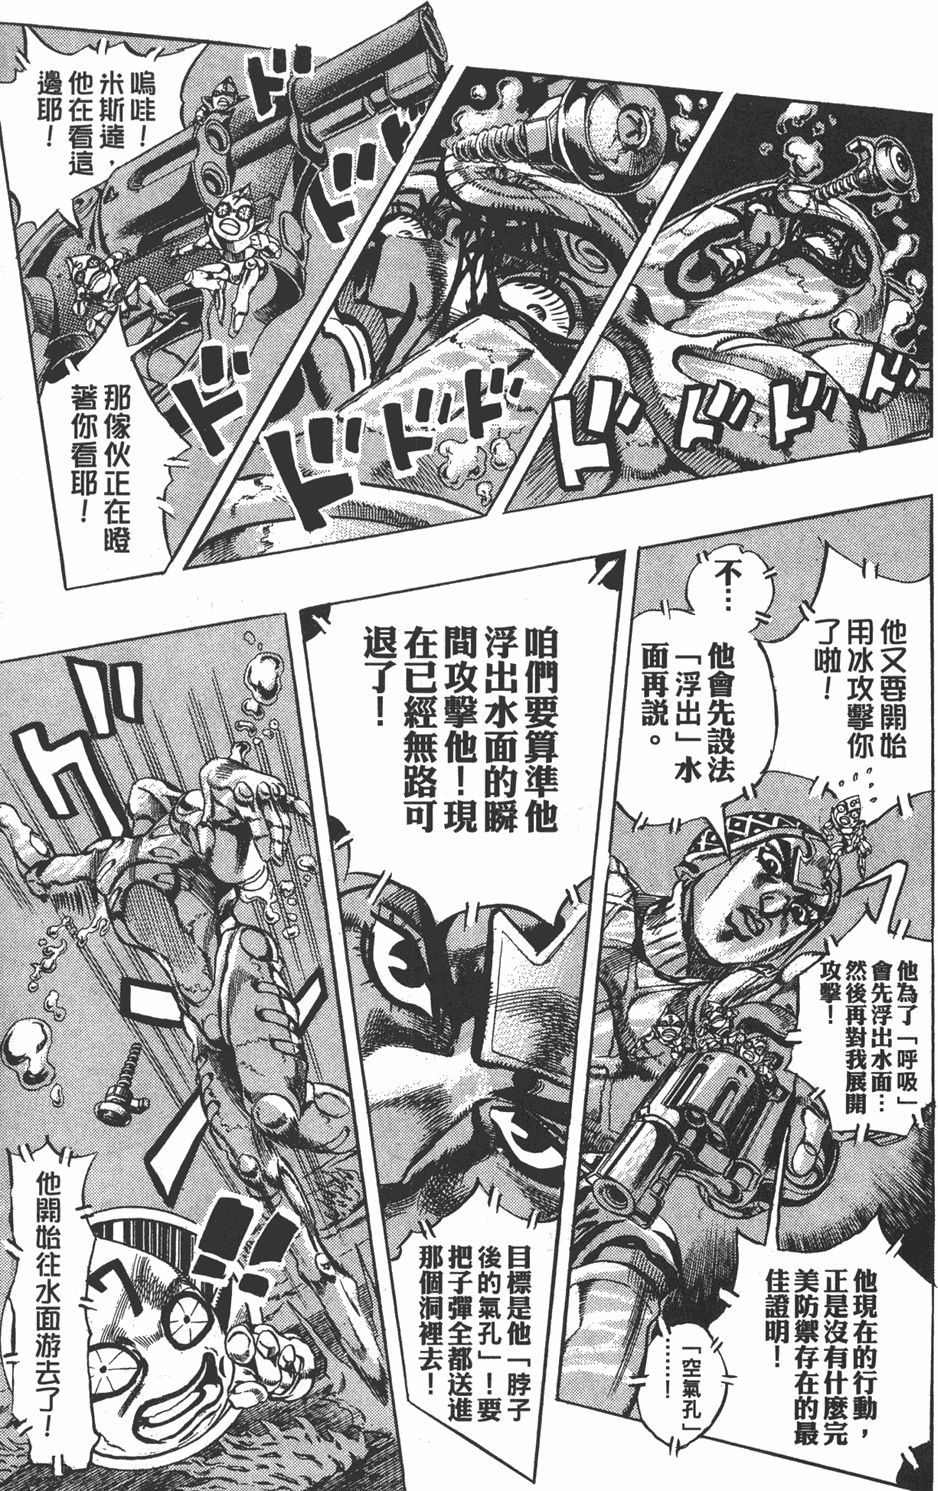 ドドド
ドドドド
ドドドド
嗚哇！
米斯達，
他在看這
邊耶！
那傢伙正在瞪
著你看耶！
他又要開始
用冰攻擊你
了啦！
不…
他會先設法
「浮出」水
面再說。
他為了「呼吸」
會先浮出水面…
然後再對我展開
攻擊！
他現在的行動，
正是沒有什麼完
美防禦存在的最
佳證明！
「空氣孔」
……！
咱們要算準他
浮出水面的瞬
間攻擊他！現
在已經無路可
退了！
目標是他「脖子
後的氣孔」！要
把子彈全都送進
那個洞裡去！
！！
他開始往水面游去了！